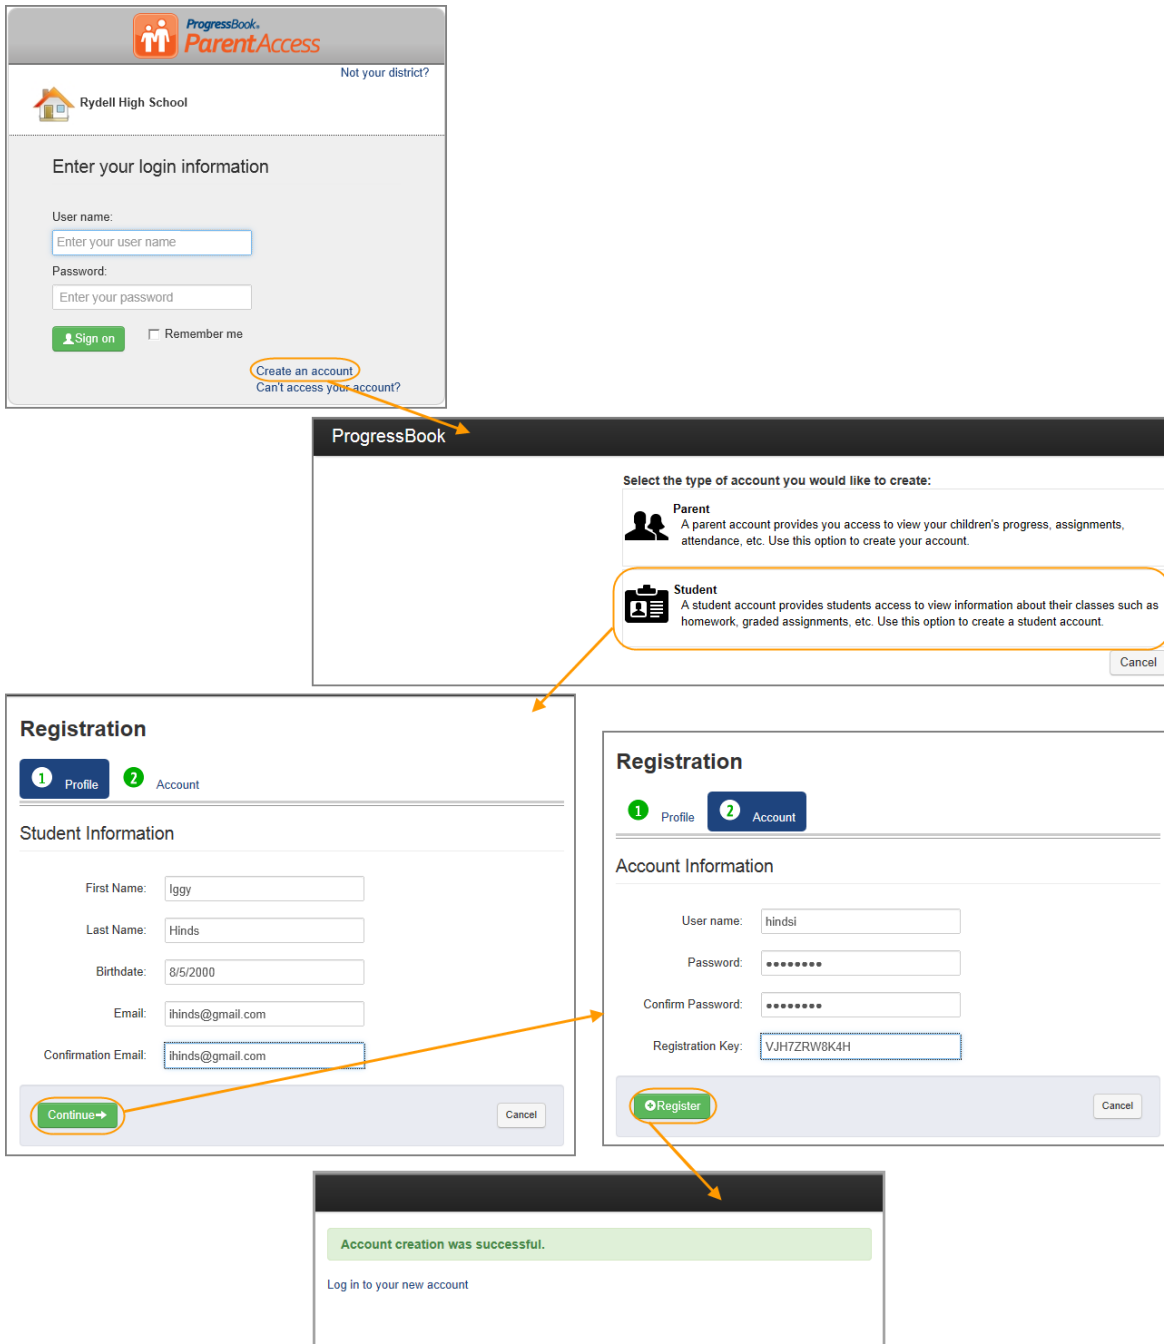 ProgressBook.
ParentAccess
Not your district?
Rydell High School
Enter your login information
User name:
Enter your user name
Password:
Enter your password
Sign on
Remember me
Create an account
Can't access your account?
ProgressBook
Select the type of account you would like to create:
Parent
A parent account provides you access to view your children's progress, assignments,
attendance, etc. Use this option to create your account.
Student
A student account provides students access to view information about their classes such as
homework, graded assignments, etc. Use this option to create a student account.
Cancel
Registration
1 Profile 2 Account
Student Information
First Name: Iggy
Last Name: Hinds
Birthdate: 8/5/2000
Email: ihinds@gmail.com
Confirmation Email: ihinds@gmail.com
Continue
Cancel
Registration
1 Profile 2 Account
Account Information
User name: hindsi
Password: ●●●●●●●●
Confirm Password: ●●●●●●●●
Registration Key: VJH7ZRW8K4H
Register
Cancel
Account creation was successful.
Log in to your new account